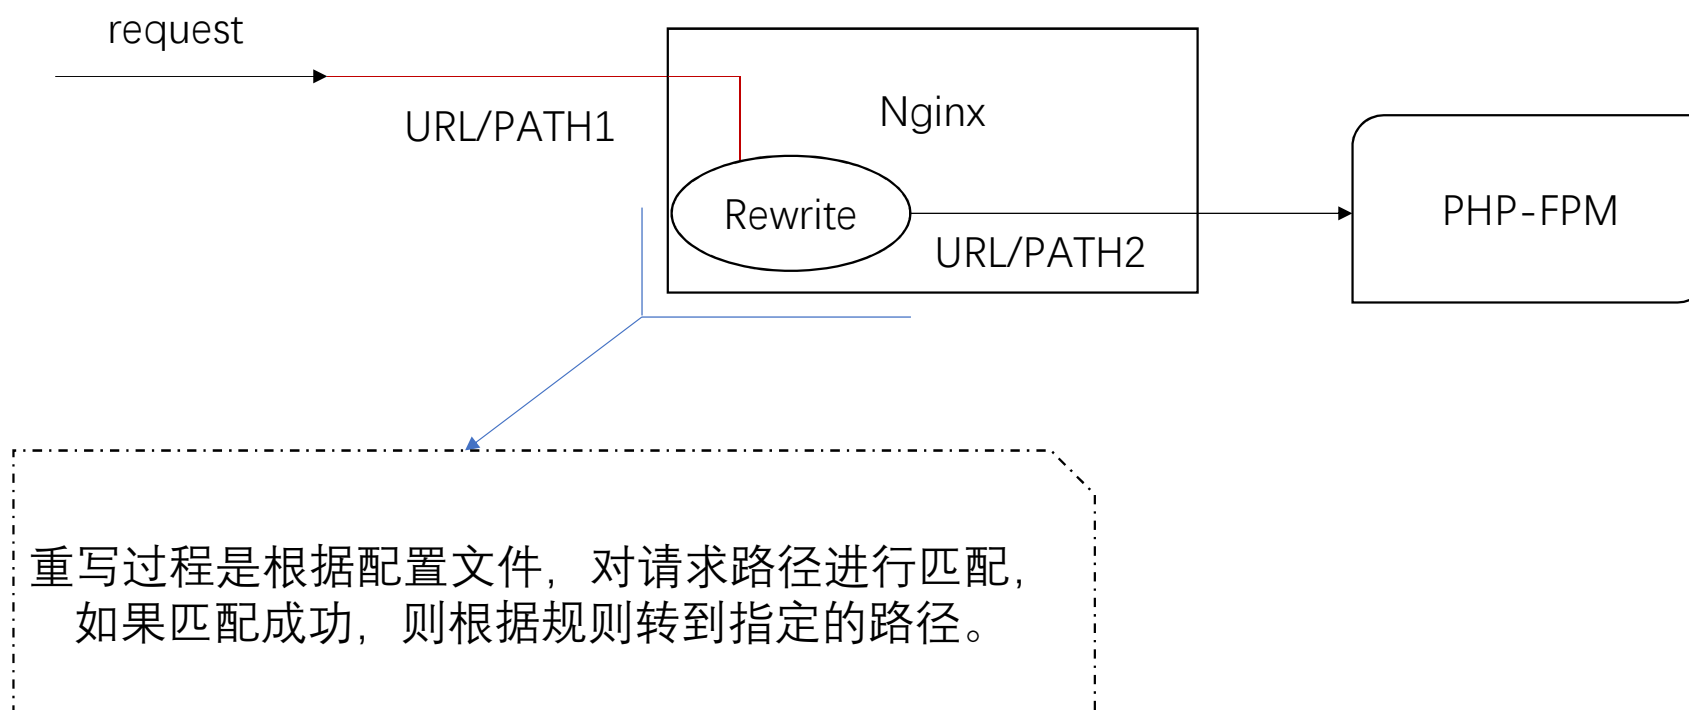 request
URL/PATH1
Nginx
Rewrite
URL/PATH2
PHP-FPM
重写过程是根据配置文件，对请求路径进行匹配，
如果匹配成功，则根据规则转到指定的路径。